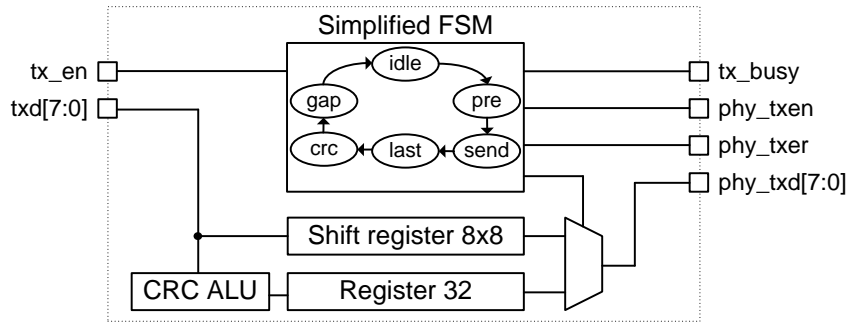 Simplified FSM
tx_en
txd[7:0]
idle
gap
pre
crc
last
send
tx_busy
phy_txen
phy_txer
phy_txd[7:0]
Shift register 8x8
CRC ALU
Register 32